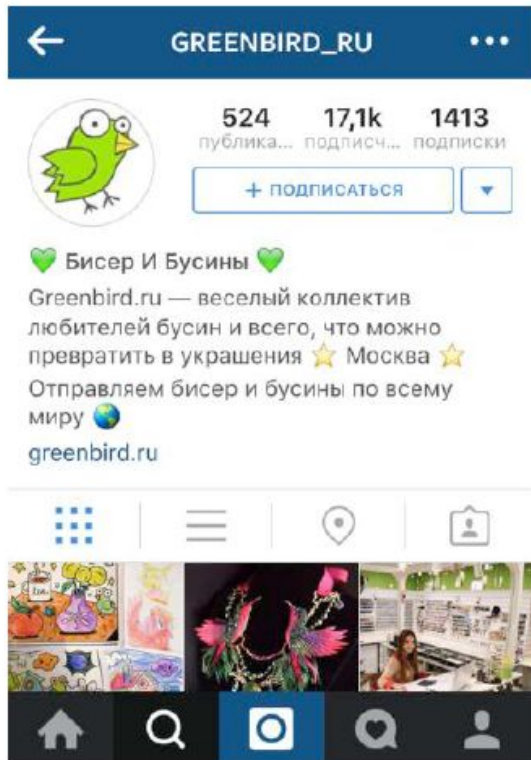 GREENBIRD_RU
524 17,1k 1413
публика... подписч... подписки
+ ПОДПИСАТЬСЯ
💚 Бисер И Бусины 💚
Greenbird.ru — веселый коллектив
любителей бусин и всего, что можно
превратить в украшения ⭐ Москва ⭐
Отправляем бисер и бусины по всему
миру 🌎
greenbird.ru